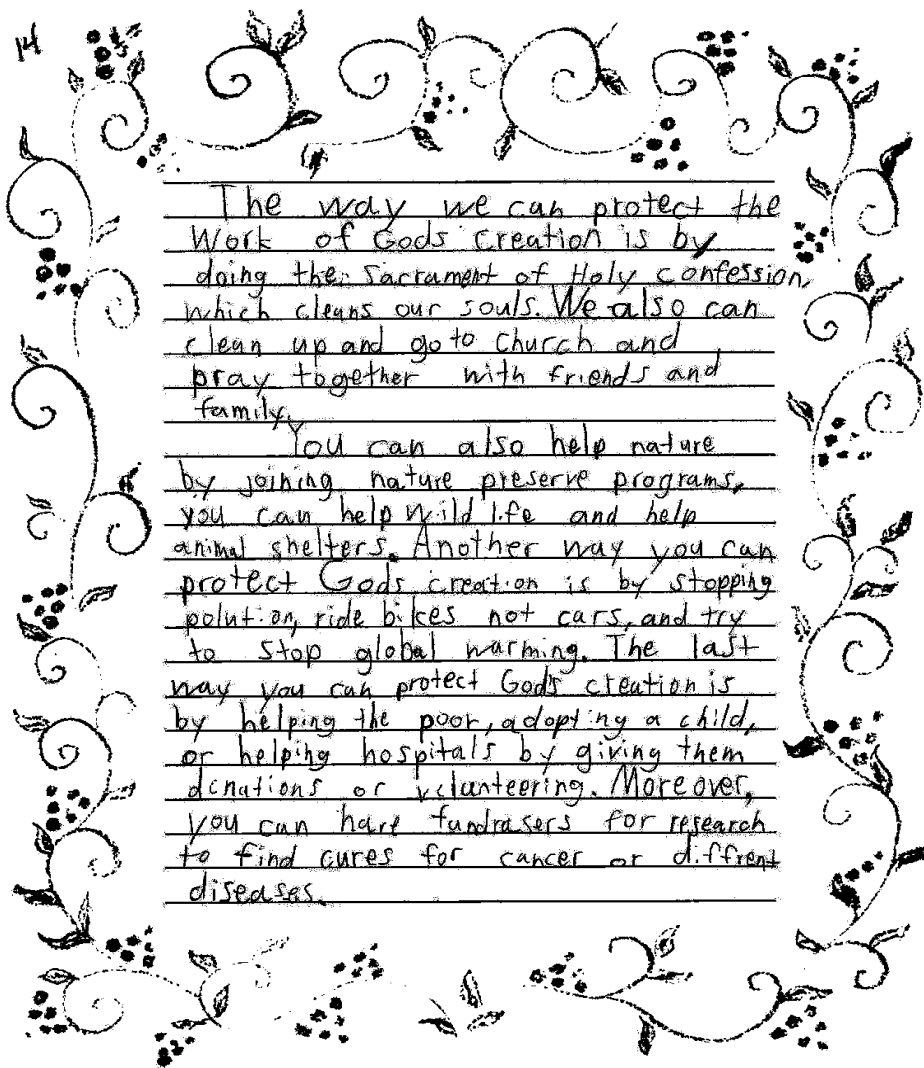 14
The way we can protect the
Work of Gods creation is by
doing the Sacrament of Holy confession,
which cleans our souls. We also can
clean up and go to Church and
pray together with friends and
family.
You can also help nature
by joining nature preserve programs,
you can help wild life and help
animal shelters. Another way you can
protect Gods creation is by stopping
polution, ride bikes not cars, and try
to stop global warming. The last
way you can protect God's creation is
by helping the poor, adopting a child,
or helping hospitals by giving them
donations or volunteering. Moreover,
you can have fundrasers for research
to find cures for cancer or diffrent
diseases.